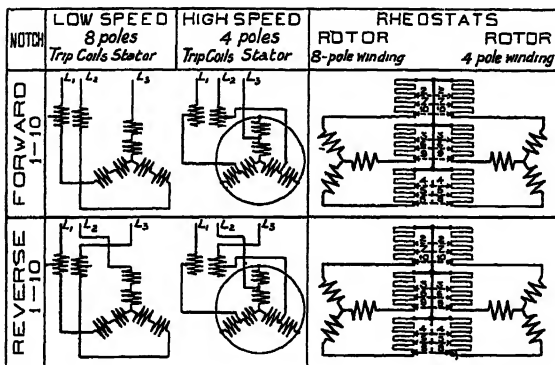 NOTCH
LOW SPEED
8 poles
Trip Coils Stator
HIGH SPEED
4 poles
Trip Coils Stator
RHEOSTATS
ROTOR
8-pole winding
ROTOR
4 pole winding
FORWARD
1-10
L1 L2 L3
L1 L2 L3
REVERSE
1-10
L1 L2 L3
L1 L2 L3